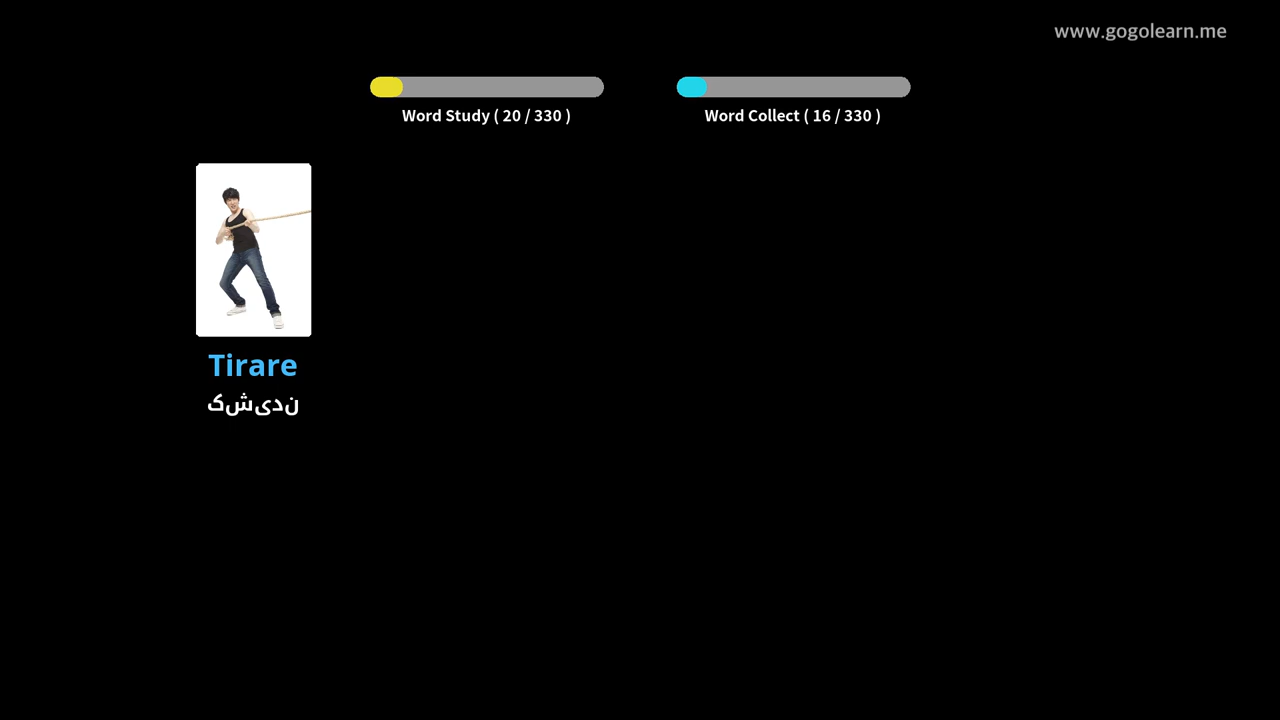 www.gogolearn.me
Word Study ( 20 / 330 )
Word Collect ( 16 / 330 )
Tirare
کشیدن